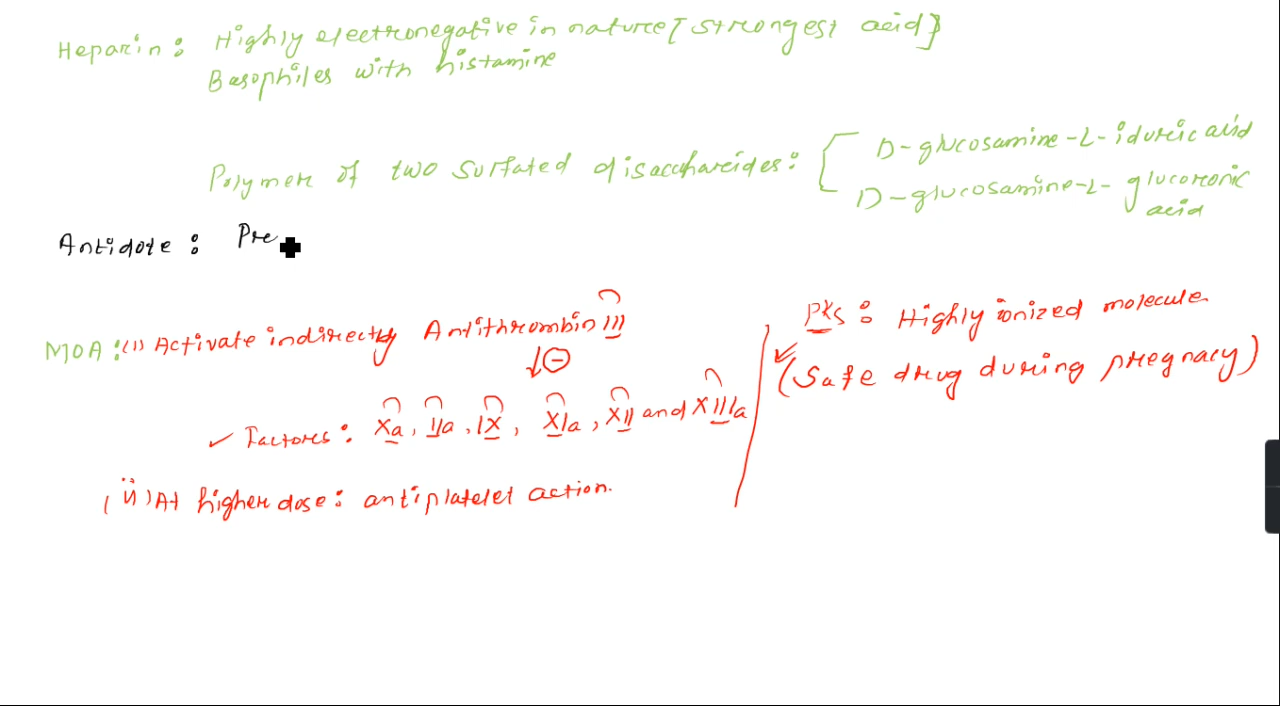 Heparin: Highly electronegative in nature [strongest acid]
Basophiles with histamine
Polymer of two sulfated disaccharides: D-glucosamine-L-iduric acid
D-glucosamine-L-glucoronic acid
Antidote: Pre
MOA: (i) Activate indirectly Antithrombin III
↓⊖
✓ Factores: Xa, IIa, IX, XIa, XII and XIIIa
(ii) At higher dose: antiplatelet action.
PKs: Highly ionized molecule
(Safe drug during pregnacy)